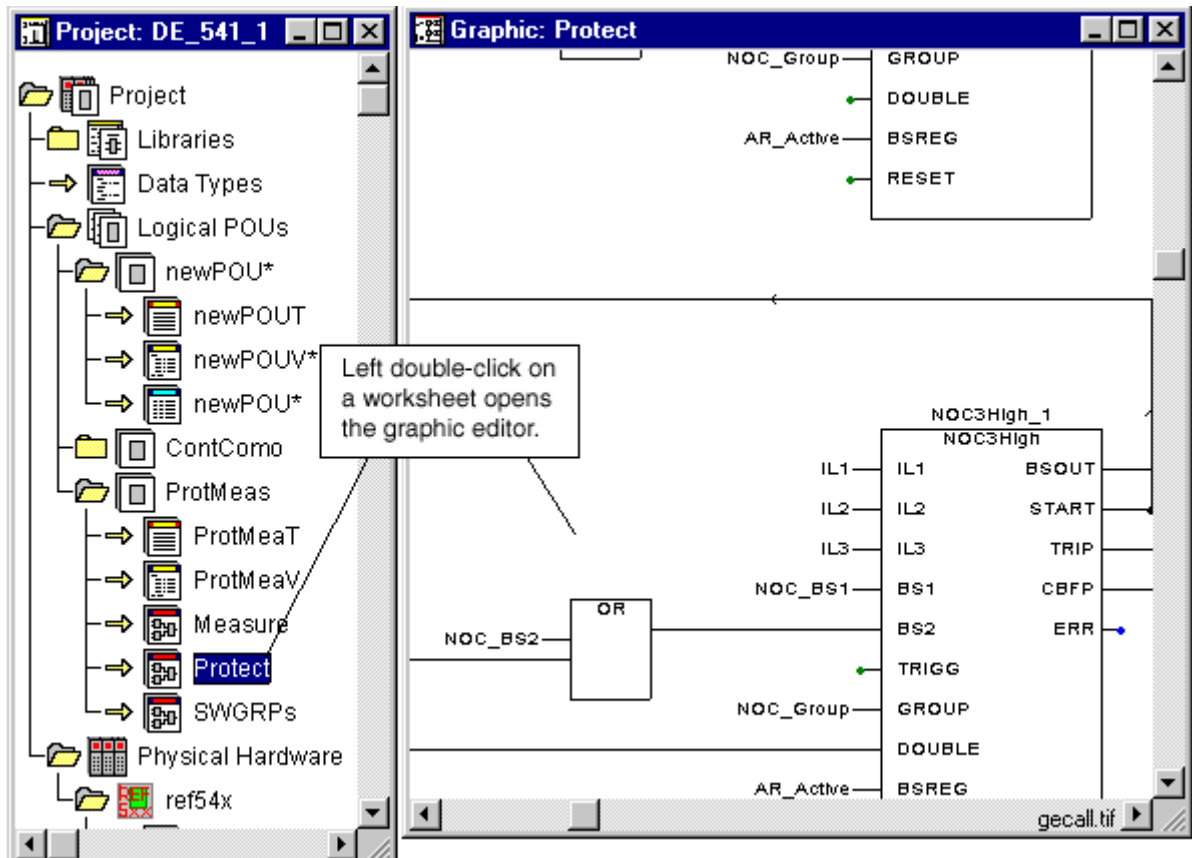 Project: DE_541_1
Project
Libraries
Data Types
Logical POUs
newPOU*
newPOUT
newPOUV*
newPOU*
ContComo
ProtMeas
ProtMeaT
ProtMeaV
Measure
Protect
SWGRPs
Physical Hardware
ref54x
Left double-click on
a worksheet opens
the graphic editor.
Graphic: Protect
NOC_Group GROUP
DOUBLE
AR_Active BSREG
RESET
NOC3High_1
NOC3High
IL1 IL1 BSOUT
IL2 IL2 START
IL3 IL3 TRIP
NOC_BS1 BS1 CBFP
OR
NOC_BS2 BS2 ERR
TRIGG
NOC_Group GROUP
DOUBLE
AR_Active BSREG
gecall.tif